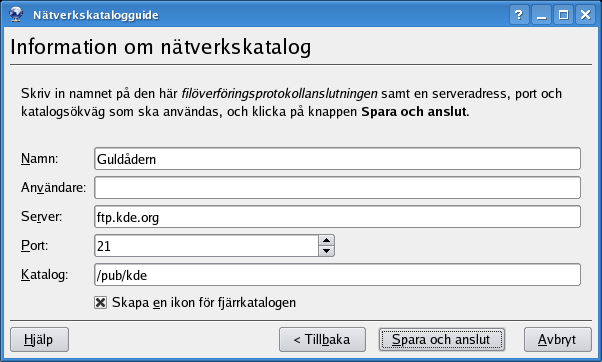 Nätverkskatalogguide
Information om nätverkskatalog
Skriv in namnet på den här filöverföringsprotokollanslutningen samt en serveradress, port och
katalogsökväg som ska användas, och klicka på knappen Spara och anslut.
Namn: Guldådern
Användare:
Server: ftp.kde.org
Port: 21
Katalog: /pub/kde
Skapa en ikon för fjärrkatalogen
Hjälp < Tillbaka Spara och anslut Avbryt